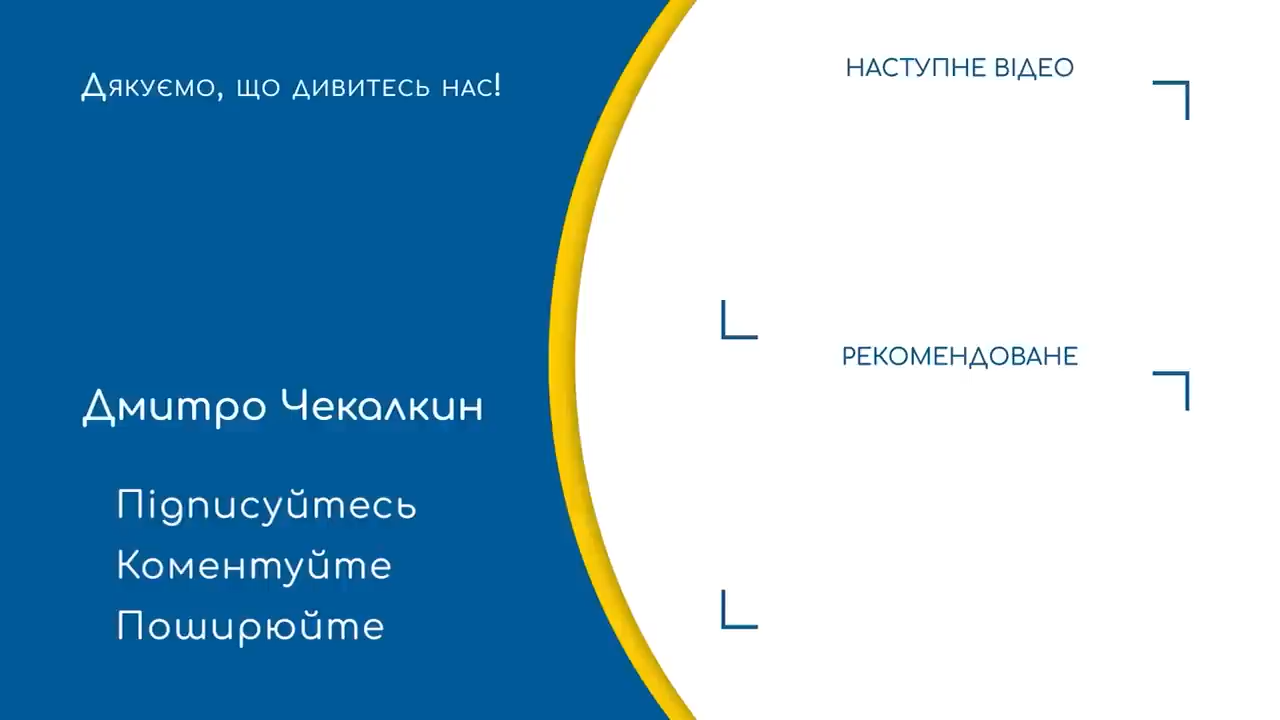 Дякуємо, що дивитесь нас!
Дмитро Чекалкин
Підписуйтесь
Коментуйте
Поширюйте
НАСТУПНЕ ВІДЕО
РЕКОМЕНДОВАНЕ